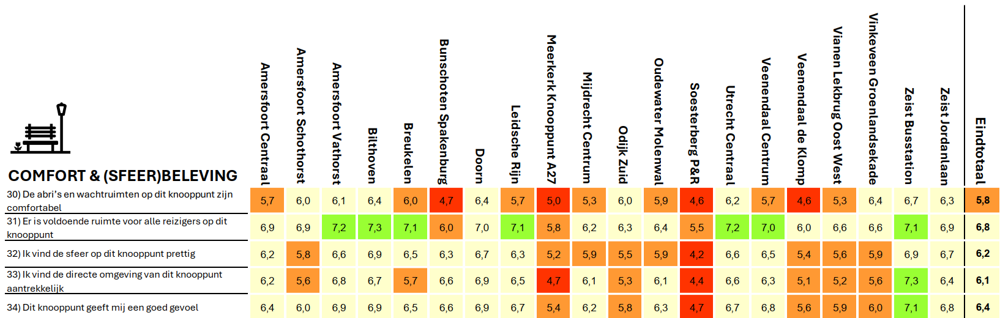 Amersfoort Centraal
Amersfoort Schothorst
Amersfoort Vathorst
Bilthoven
Breukelen
Bunschoten Spakenburg
Doorn
Leidsche Rijn
Meerkerk Knooppunt A27
Mijdrecht Centrum
Odijk Zuid
Oudewater Molenwal
Soesterberg P&R
Utrecht Centraal
Veenendaal Centrum
Veenendaal de Klomp
Vianen Lekbrug Oost West
Vinkeveen Groenlandsekade
Zeist Busstation
Zeist Jordanlaan
Eindtotaal
COMFORT & (SFEER)BELEVING
30) De abri's en wachtruimten op dit knooppunt zijn
comfortabel
5,7 6,0 6,1 6,4 6,0 4,7 6,4 5,7 5,0 5,3 6,0 5,9 4,6 6,2 5,7 4,6 5,3 6,4 6,7 6,3 5,8
31) Er is voldoende ruimte voor alle reizigers op dit
knooppunt
6,9 6,9 7,2 7,3 7,1 6,0 7,0 7,1 5,8 6,2 6,3 6,4 5,5 7,2 7,0 6,0 6,6 6,6 7,1 6,9 6,8
32) Ik vind de sfeer op dit knooppunt prettig
6,2 5,8 6,6 6,9 6,5 6,3 6,7 6,3 5,2 5,9 5,5 5,9 4,2 6,6 6,5 5,4 5,6 5,9 6,9 6,7 6,2
33) Ik vind de directe omgeving van dit knooppunt
aantrekkelijk
6,2 5,6 6,8 6,7 5,7 6,6 6,9 6,5 4,7 6,1 5,3 6,1 4,4 6,6 6,3 5,1 5,2 5,6 7,3 6,4 6,1
34) Dit knooppunt geeft mij een goed gevoel
6,4 6,0 6,9 6,9 6,5 6,6 6,9 6,7 5,4 6,2 5,8 6,3 4,7 6,7 6,8 5,6 5,9 6,0 7,1 6,8 6,4